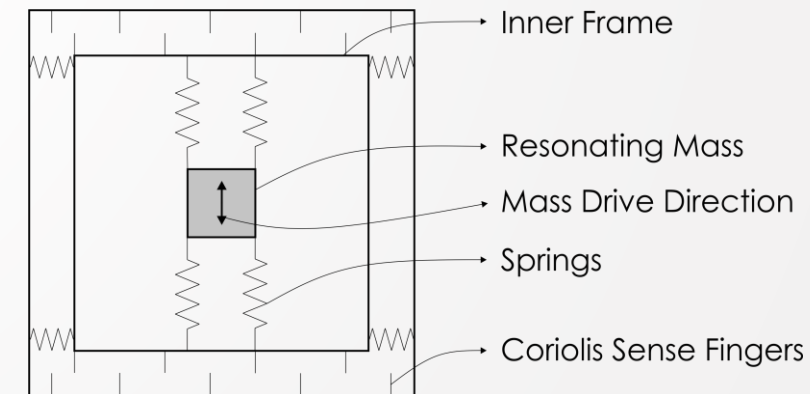 Inner Frame
Resonating Mass
Mass Drive Direction
Springs
Coriolis Sense Fingers